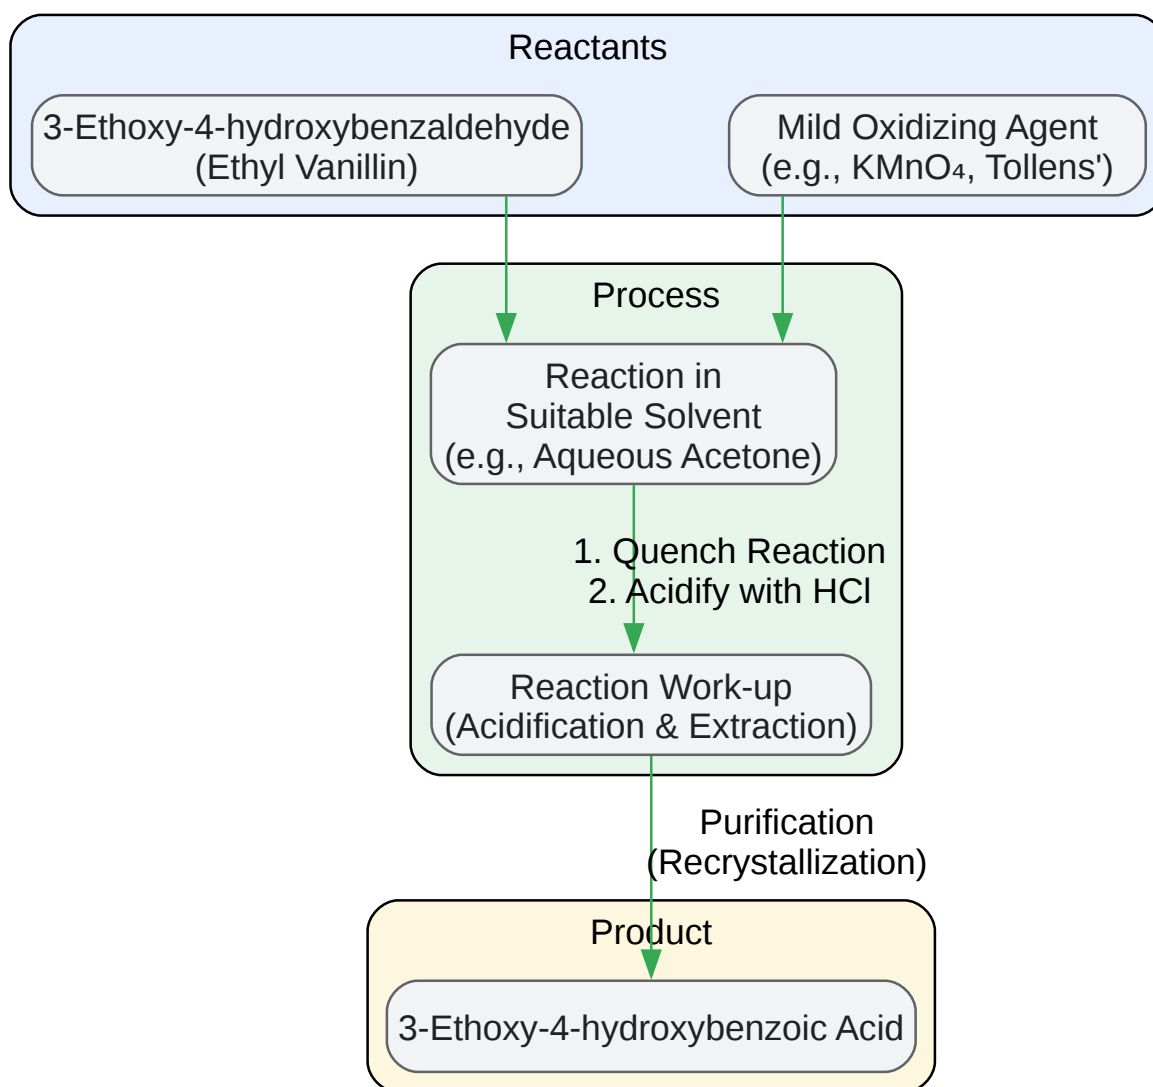 Reactants
3-Ethoxy-4-hydroxybenzaldehyde
(Ethyl Vanillin)
Mild Oxidizing Agent
(e.g., KMnO₄, Tollens')
Process
Reaction in
Suitable Solvent
(e.g., Aqueous Acetone)
1. Quench Reaction
2. Acidify with HCl
Reaction Work-up
(Acidification & Extraction)
Purification
(Recrystallization)
Product
3-Ethoxy-4-hydroxybenzoic Acid